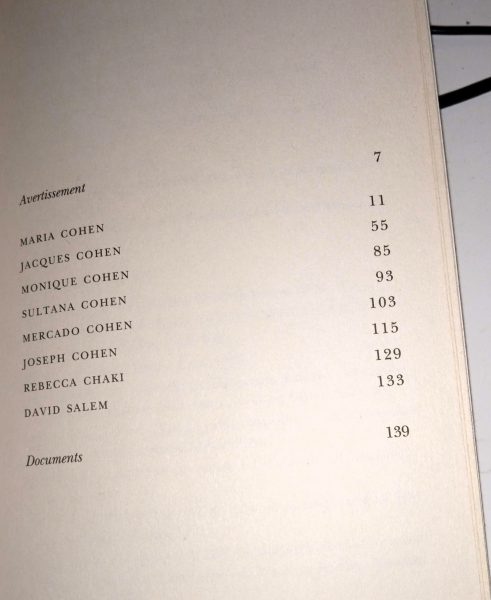 Avertissement 7
MARIA COHEN 11
JACQUES COHEN 55
MONIQUE COHEN 85
SULTANA COHEN 93
MERCADO COHEN 103
JOSEPH COHEN 115
REBECCA CHAKI 129
DAVID SALEM 133
Documents 139